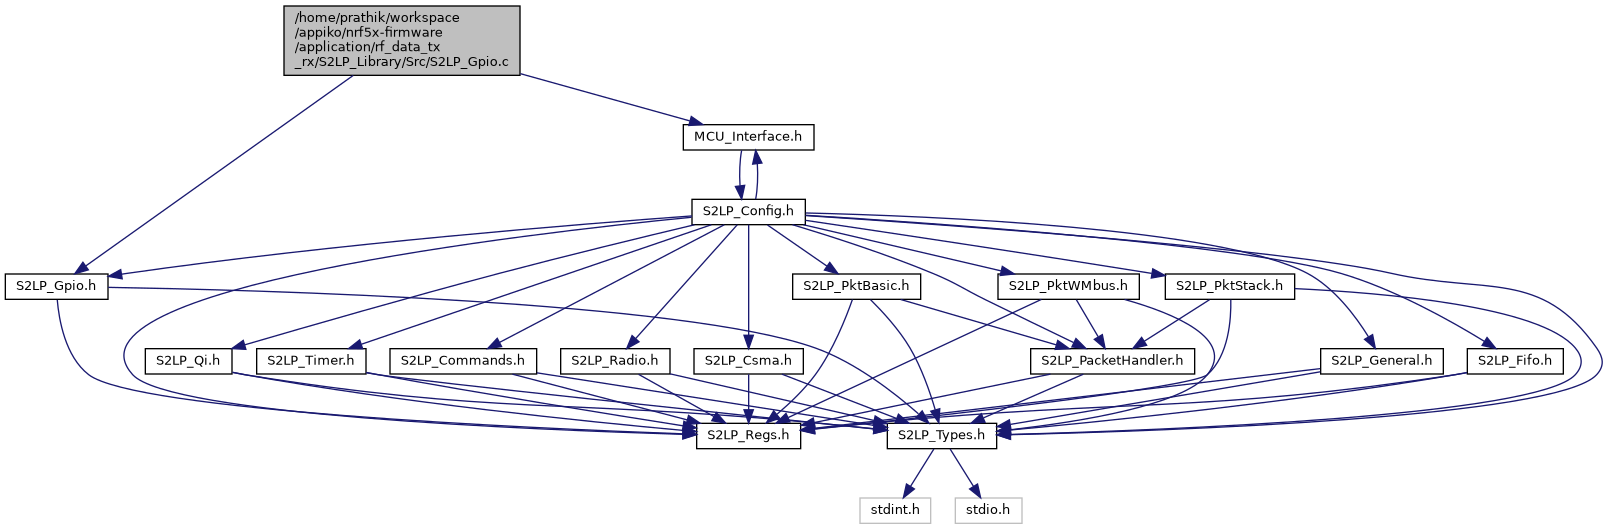 /home/prathik/workspace
/appiko/nrf5x-firmware
/application/rf_data_tx
_rx/S2LP_Library/Src/S2LP_Gpio.c
MCU_Interface.h
S2LP_Config.h
S2LP_Gpio.h
S2LP_PktBasic.h
S2LP_PktWMbus.h
S2LP_PktStack.h
S2LP_Qi.h
S2LP_Timer.h
S2LP_Commands.h
S2LP_Radio.h
S2LP_Csma.h
S2LP_PacketHandler.h
S2LP_General.h
S2LP_Fifo.h
S2LP_Regs.h
S2LP_Types.h
stdint.h
stdio.h